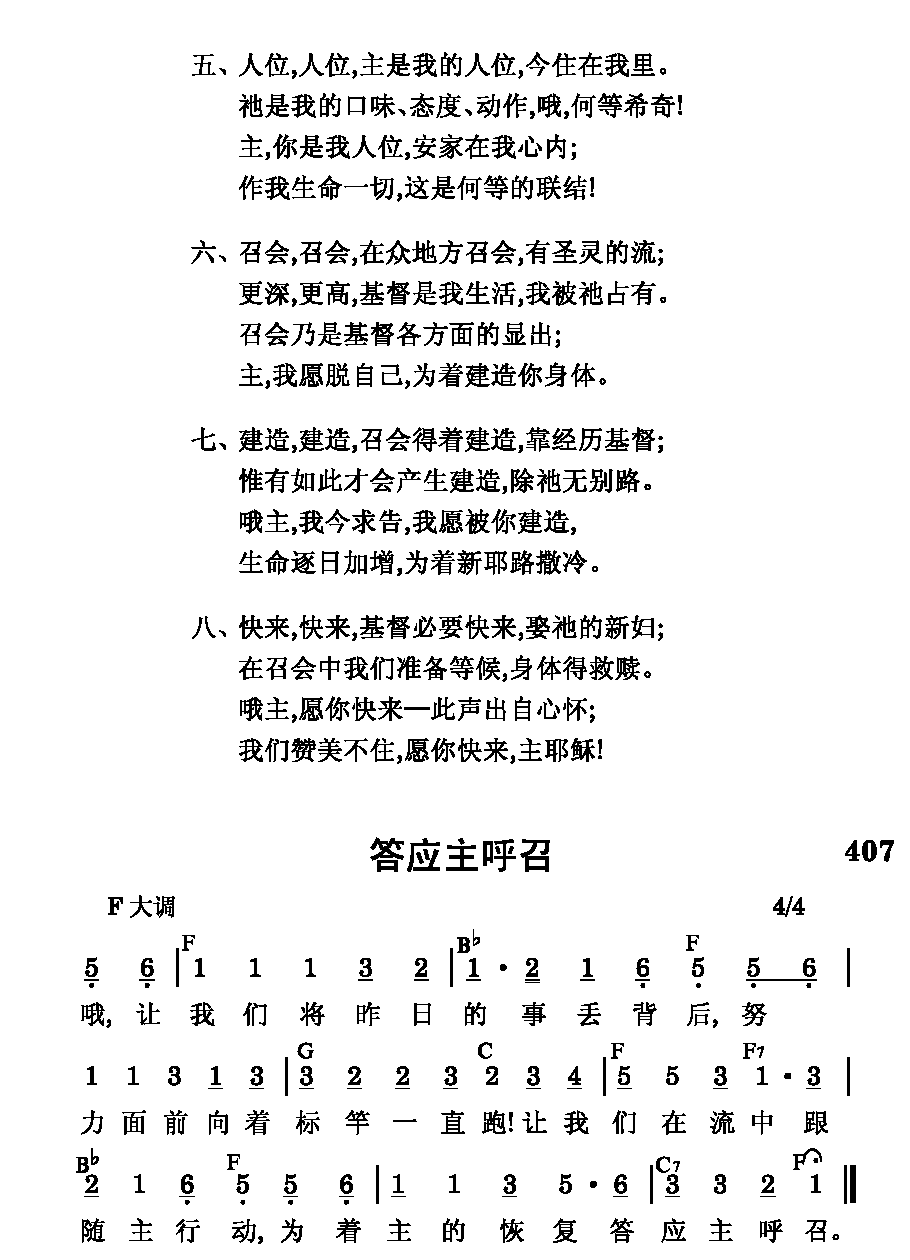 五、人位,人位,主是我的人位,今住在我里。
祂是我的口味、态度、动作,哦,何等希奇!
主,你是我人位,安家在我心内;
作我生命一切,这是何等的联结!
六、召会,召会,在众地方召会,有圣灵的流;
更深,更高,基督是我生活,我被祂占有。
召会乃是基督各方面的显出;
主,我愿脱自己,为着建造你身体。
七、建造,建造,召会得着建造,靠经历基督;
惟有如此才会产生建造,除祂无别路。
哦主,我今求告,我愿被你建造,
生命逐日加增,为着新耶路撒冷。
八、快来,快来,基督必要快来,娶祂的新妇;
在召会中我们准备等候,身体得救赎。
哦主,愿你快来—此声出自心怀;
我们赞美不住,愿你快来,主耶稣!
答应主呼召 407
F 大调 4/4
F B♭ F
5 6 | 1 1 1 3 2 | 1 · 2 1 6 5 5 6 |
哦, 让 我 们 将 昨 日 的 事 丢 背 后, 努
G C F F7
1 1 3 1 3 | 3 2 2 3 2 3 4 | 5 5 3 1 · 3 |
力 面 前 向 着 标 竿 一 直 跑! 让 我 们 在 流 中 跟
B♭ F C7 F
2 1 6 5 5 6 | 1 1 3 5 · 6 | 3 3 2 1 ‖
随 主 行 动, 为 着 主 的 恢 复 答 应 主 呼 召。